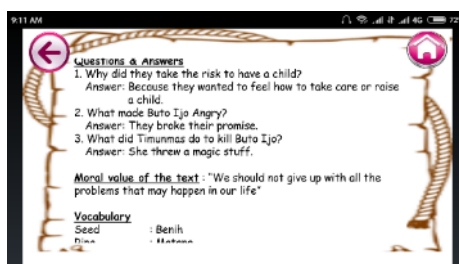 9:11 AM 4G 72
Questions & Answers
1. Why did they take the risk to have a child?
Answer: Because they wanted to feel how to take care or raise
a child.
2. What made Buto Ijo Angry?
Answer: They broke their promise.
3. What did Timunmas do to kill Buto Ijo?
Answer: She threw a magic stuff.
Moral value of the text : "We should not give up with all the
problems that may happen in our life"
Vocabulary
Seed : Benih